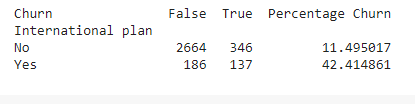 Churn False True Percentage Churn
International plan
No 2664 346 11.495017
Yes 186 137 42.414861